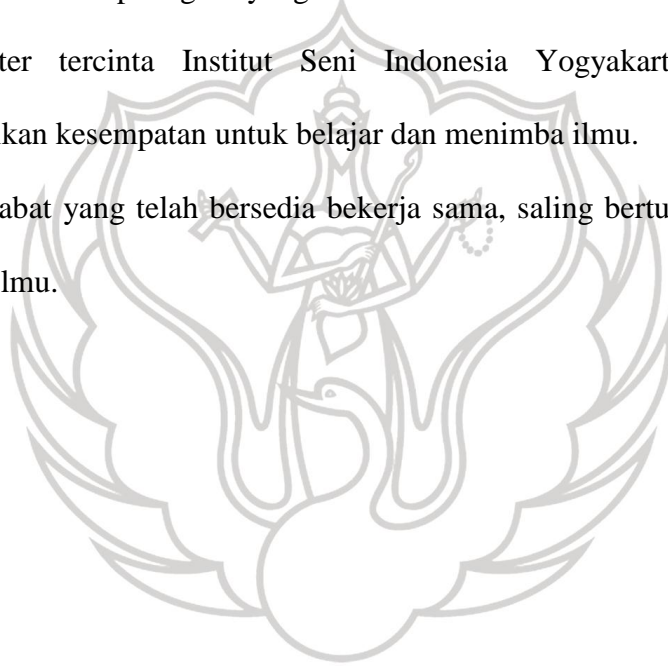 ter tercinta Institut Seni Indonesia Yogyakart
kan kesempatan untuk belajar dan menimba ilmu.
abat yang telah bersedia bekerja sama, saling bertu
lmu.